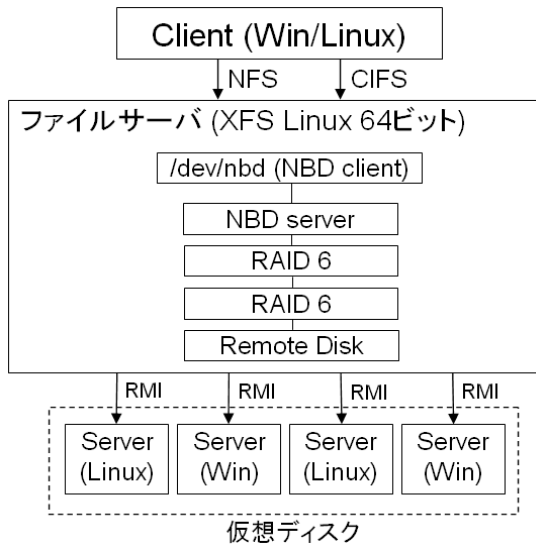 Client (Win/Linux)
NFS
CIFS
ファイルサーバ (XFS Linux 64ビット)
/dev/nbd (NBD client)
NBD server
RAID 6
RAID 6
Remote Disk
RMI
RMI
RMI
RMI
Server
(Linux)
Server
(Win)
Server
(Linux)
Server
(Win)
仮想ディスク